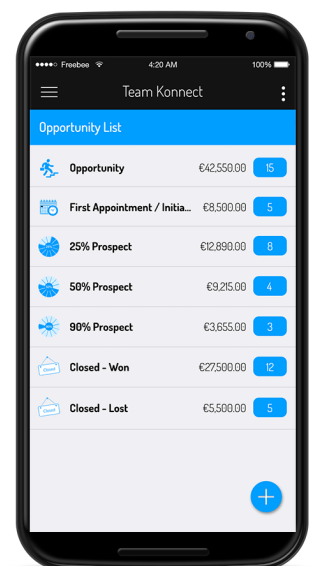 Freebee 4:20 AM 100%
Team Konnect
Opportunity List
Opportunity €42,550.00 15
First Appointment / Initia... €8,500.00 5
25% Prospect €12,890.00 8
50% Prospect €9,215.00 4
90% Prospect €3,655.00 3
Closed - Won €27,500.00 12
Closed - Lost €5,500.00 5